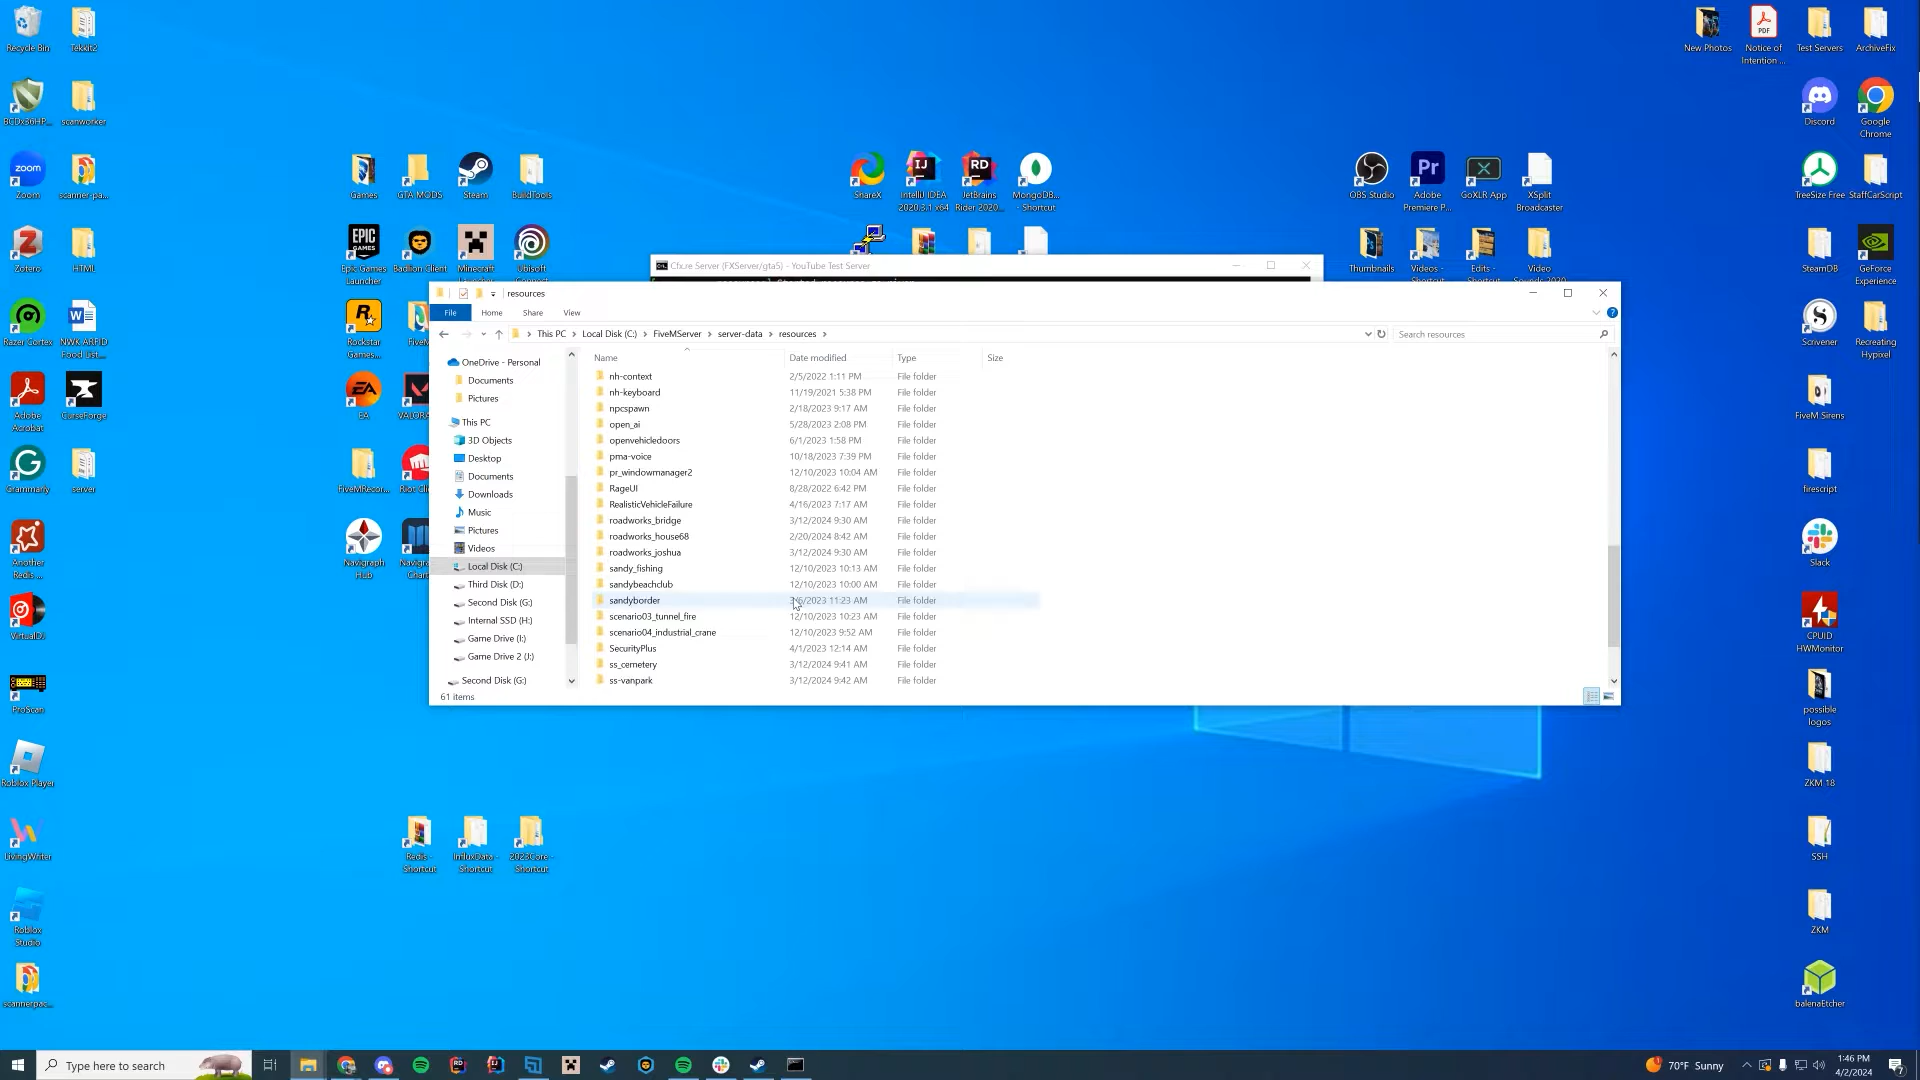 Recycle Bin
Tekkit2
New Photos
Notice of Intention ...
Test Servers
ArchiveFix
BCDx36HP...
scanworker
Discord
Google Chrome
Zoom
scanner-pa...
Games
GTA MODS
Steam
BuildTools
ShareX
IntelliJ IDEA 2020.3.1 x64
JetBrains Rider 2020...
MongoDB... - Shortcut
OBS Studio
Adobe Premiere P...
GoXLR App
XSplit Broadcaster
TreeSize Free
StaffCarScript
Zotero
HTML
Epic Games Launcher
Badlion Client
Minecraft
Ubisoft
Thumbnails
Videos - Shortcut
Edits - Shortcut
Video Sounds 2020
SteamDB
GeForce Experience
Cfx.re Server (FXServer/gta5) - YouTube Test Server
resources
File
Home
Share
View
This PC > Local Disk (C:) > FiveMServer > server-data > resources >
Search resources
Name
Date modified
Type
Size
OneDrive - Personal
Documents
Pictures
This PC
3D Objects
Desktop
Documents
Downloads
Music
Pictures
Videos
Local Disk (C:)
Third Disk (D:)
Second Disk (G:)
Internal SSD (H:)
Game Drive (I:)
Game Drive 2 (J:)
Second Disk (G:)
nh-context 2/5/2022 1:11 PM File folder
nh-keyboard 11/19/2021 5:38 PM File folder
npcspawn 2/18/2023 9:17 AM File folder
open_ai 5/28/2023 2:08 PM File folder
openvehicledoors 6/1/2023 1:58 PM File folder
pma-voice 10/18/2023 7:39 PM File folder
pr_windowmanager2 12/10/2023 10:04 AM File folder
RageUI 8/28/2022 6:42 PM File folder
RealisticVehicleFailure 4/16/2023 7:17 AM File folder
roadworks_bridge 3/12/2024 9:30 AM File folder
roadworks_house68 2/20/2024 8:42 AM File folder
roadworks_joshua 3/12/2024 9:30 AM File folder
sandy_fishing 12/10/2023 10:13 AM File folder
sandybeachclub 12/10/2023 10:00 AM File folder
sandyborder 3/6/2023 11:23 AM File folder
scenario03_tunnel_fire 12/10/2023 10:23 AM File folder
scenario04_industrial_crane 12/10/2023 9:52 AM File folder
SecurityPlus 4/1/2023 12:14 AM File folder
ss_cemetery 3/12/2024 9:41 AM File folder
ss-vanpark 3/12/2024 9:42 AM File folder
61 items
Razer Cortex
NWK ARFID Food List...
Rockstar Games...
FiveM
Scrivener
Recreating Hypixel
Adobe Acrobat
CurseForge
EA
VALORA
FiveM Sirens
Grammarly
server
FiveMRecor...
Riot Cli
firescript
Another Redis ...
Navigraph Hub
Navigra Char
Slack
VirtualDJ
CPUID HWMonitor
ProScan
possible logos
Roblox Player
ZKM 18
LivingWriter
Redis - Shortcut
InfluxData - Shortcut
2023Core - Shortcut
SSH
Roblox Studio
ZKM
scannerpac...
balenaEtcher
Type here to search
70°F Sunny
1:46 PM
4/2/2024